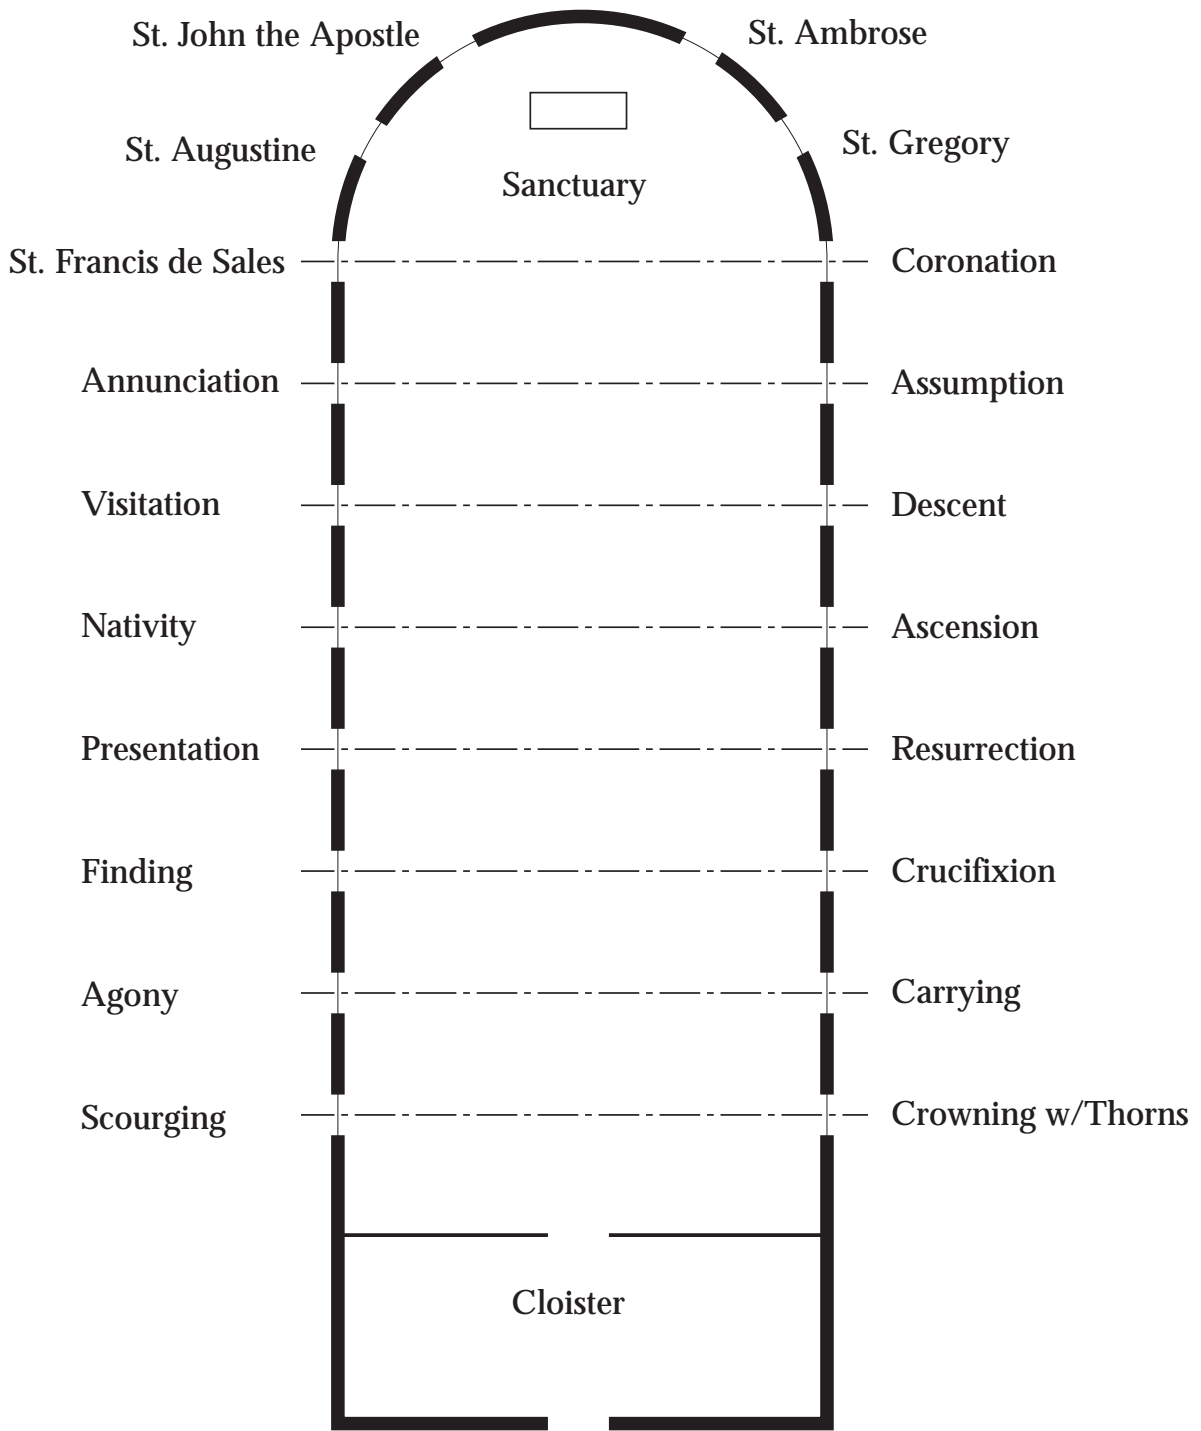 St. John the Apostle
St. Ambrose
St. Augustine
St. Gregory
Sanctuary
St. Francis de Sales
Coronation
Annunciation
Assumption
Visitation
Descent
Nativity
Ascension
Presentation
Resurrection
Finding
Crucifixion
Agony
Carrying
Scourging
Crowning w/Thorns
Cloister